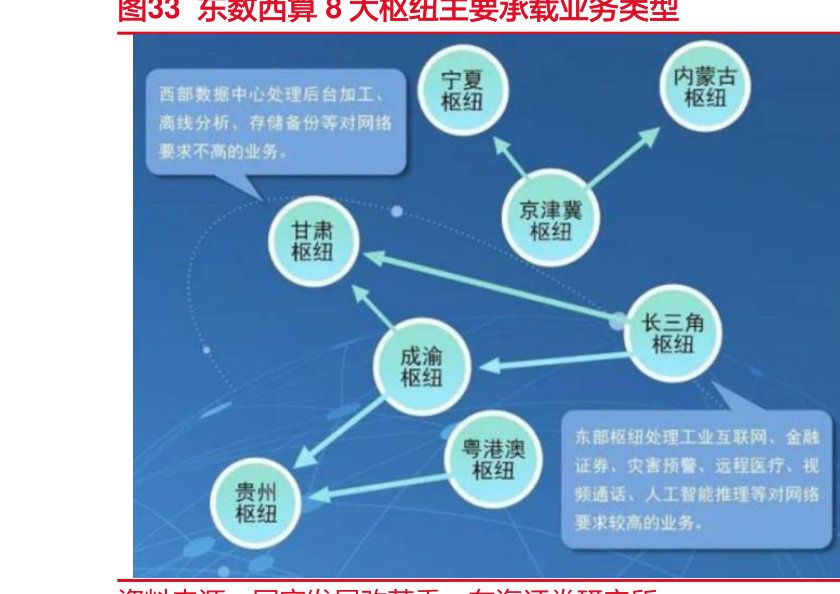 图33 东数西算 8 大枢纽主要承载业务类型
西部数据中心处理后台加工、
离线分析、存储备份等对网络
要求不高的业务。
宁夏
枢纽
内蒙古
枢纽
京津冀
枢纽
甘肃
枢纽
长三角
枢纽
成渝
枢纽
粤港澳
枢纽
贵州
枢纽
东部枢纽处理工业互联网、金融
证券、灾害预警、远程医疗、视
频通话、人工智能推理等对网络
要求较高的业务。